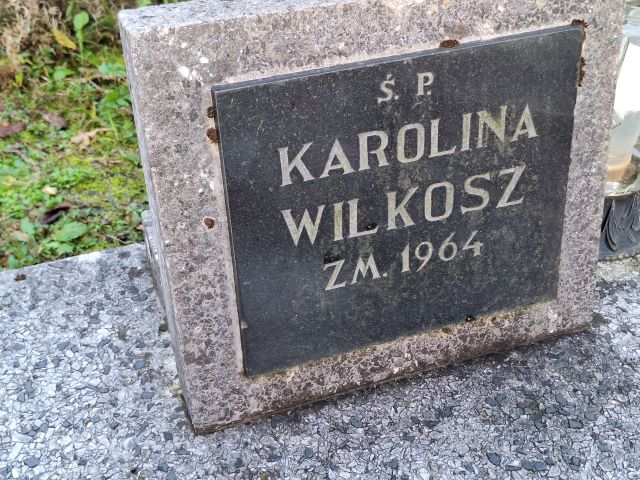 Ś. P.
KAROLINA
WILKOSZ
ZM. 1964